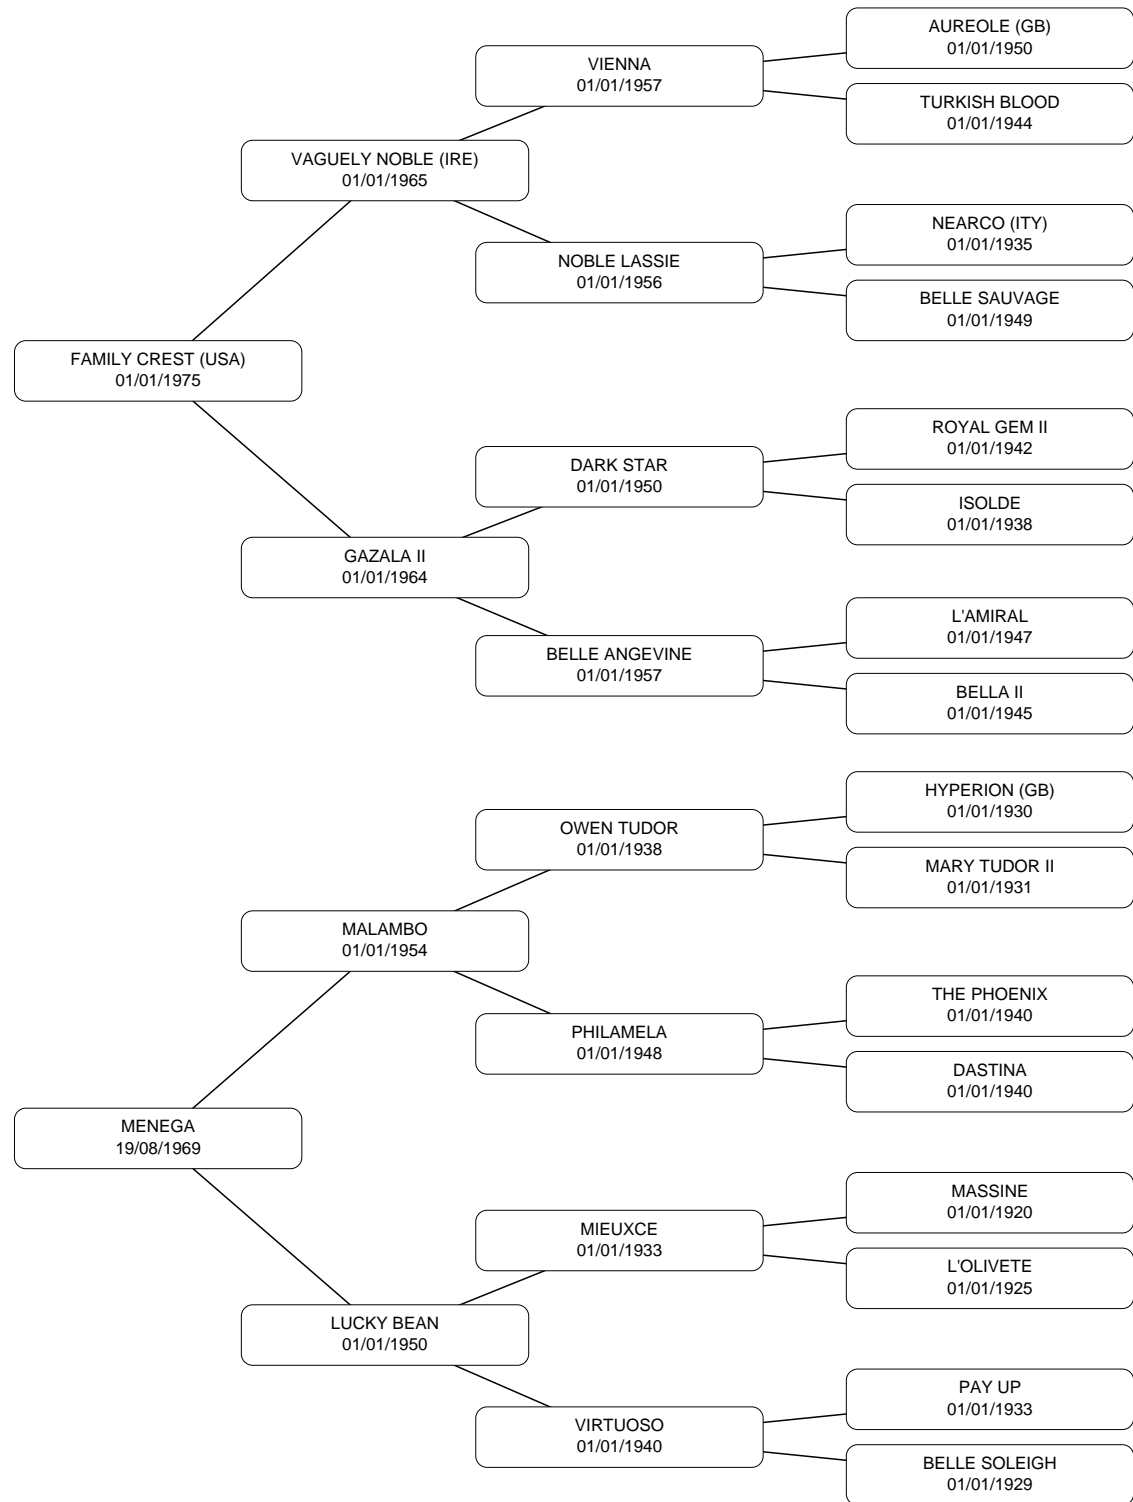 AUREOLE (GB)
01/01/1950
VIENNA
01/01/1957
TURKISH BLOOD
01/01/1944
VAGUELY NOBLE (IRE)
01/01/1965
NEARCO (ITY)
01/01/1935
NOBLE LASSIE
01/01/1956
BELLE SAUVAGE
01/01/1949
FAMILY CREST (USA)
01/01/1975
ROYAL GEM II
01/01/1942
DARK STAR
01/01/1950
ISOLDE
01/01/1938
GAZALA II
01/01/1964
L'AMIRAL
01/01/1947
BELLE ANGEVINE
01/01/1957
BELLA II
01/01/1945
HYPERION (GB)
01/01/1930
OWEN TUDOR
01/01/1938
MARY TUDOR II
01/01/1931
MALAMBO
01/01/1954
THE PHOENIX
01/01/1940
PHILAMELA
01/01/1948
DASTINA
01/01/1940
MENEGA
19/08/1969
MASSINE
01/01/1920
MIEUXCE
01/01/1933
L'OLIVETE
01/01/1925
LUCKY BEAN
01/01/1950
PAY UP
01/01/1933
VIRTUOSO
01/01/1940
BELLE SOLEIGH
01/01/1929